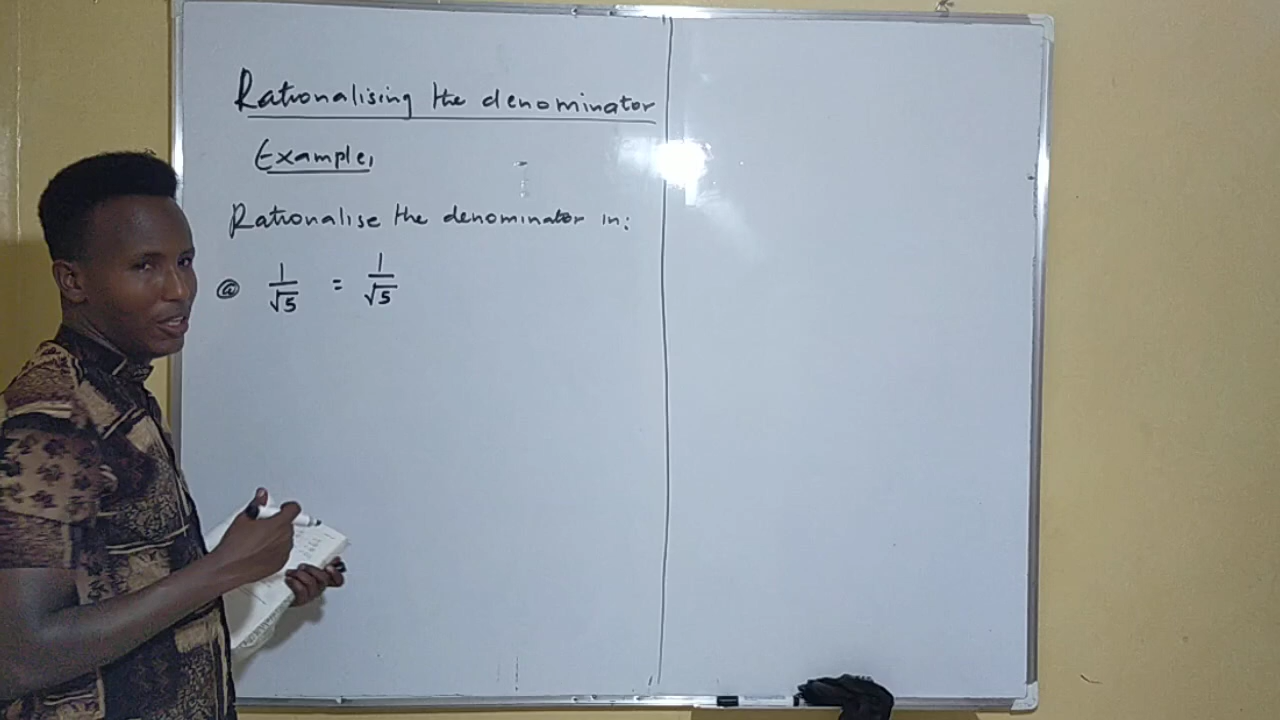 Rationalising the denominator
Example,
Rationalise the denominator in:
ⓐ 1/√5 = 1/√5